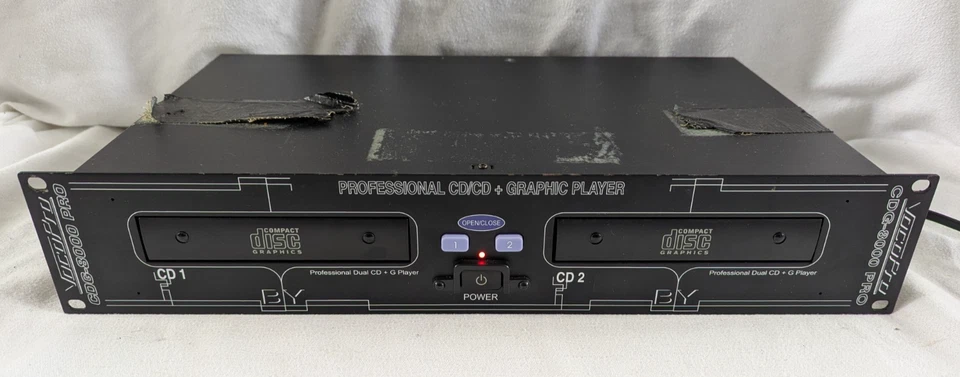 PROFESSIONAL CD/CD + GRAPHIC PLAYER
VocoPro
CDG-8000 PRO
OPEN/CLOSE
1 2
COMPACT
disc
GRAPHICS
COMPACT
disc
GRAPHICS
CD 1
Professional Dual CD + G Player
BY
POWER
CD 2
Professional Dual CD + G Player
BY
VocoPro
CDG-8000 PRO